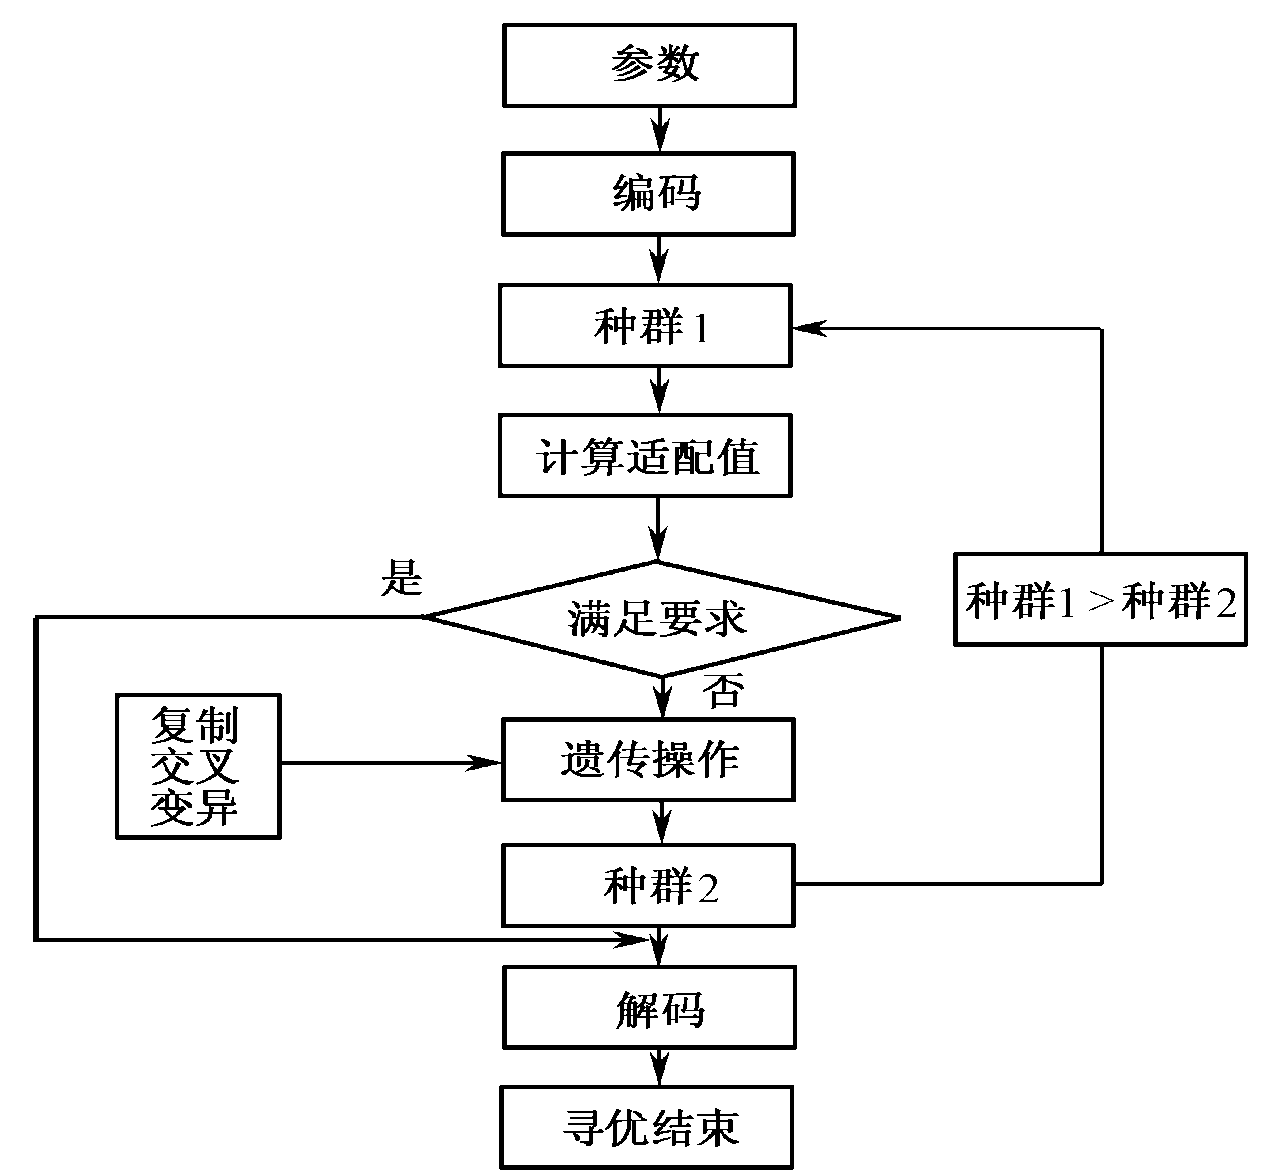 参数
编码
种群1
计算适配值
是
满足要求
种群1>种群2
否
复制
交叉
变异
遗传操作
种群2
解码
寻优结束